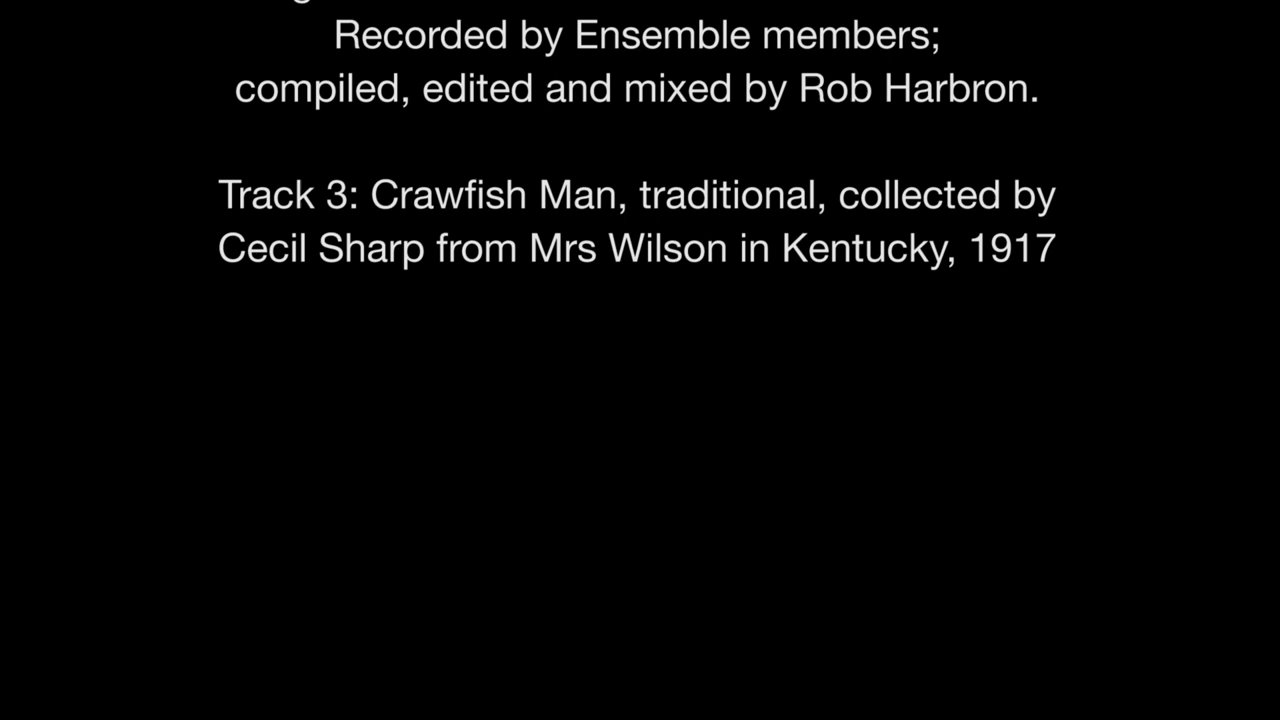 Recorded by Ensemble members;
compiled, edited and mixed by Rob Harbron.
Track 3: Crawfish Man, traditional, collected by
Cecil Sharp from Mrs Wilson in Kentucky, 1917